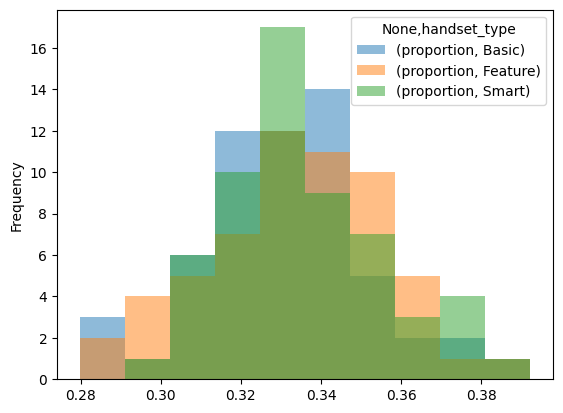 None,handset_type
(proportion, Basic)
(proportion, Feature)
(proportion, Smart)
Frequency
16
14
12
10
8
6
4
2
0
0.28 0.30 0.32 0.34 0.36 0.38